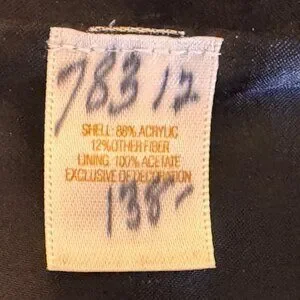 78312
SHELL: 88% ACRYLIC
12% OTHER FIBER
LINING: 100% ACETATE
EXCLUSIVE OF DECORATION
138-